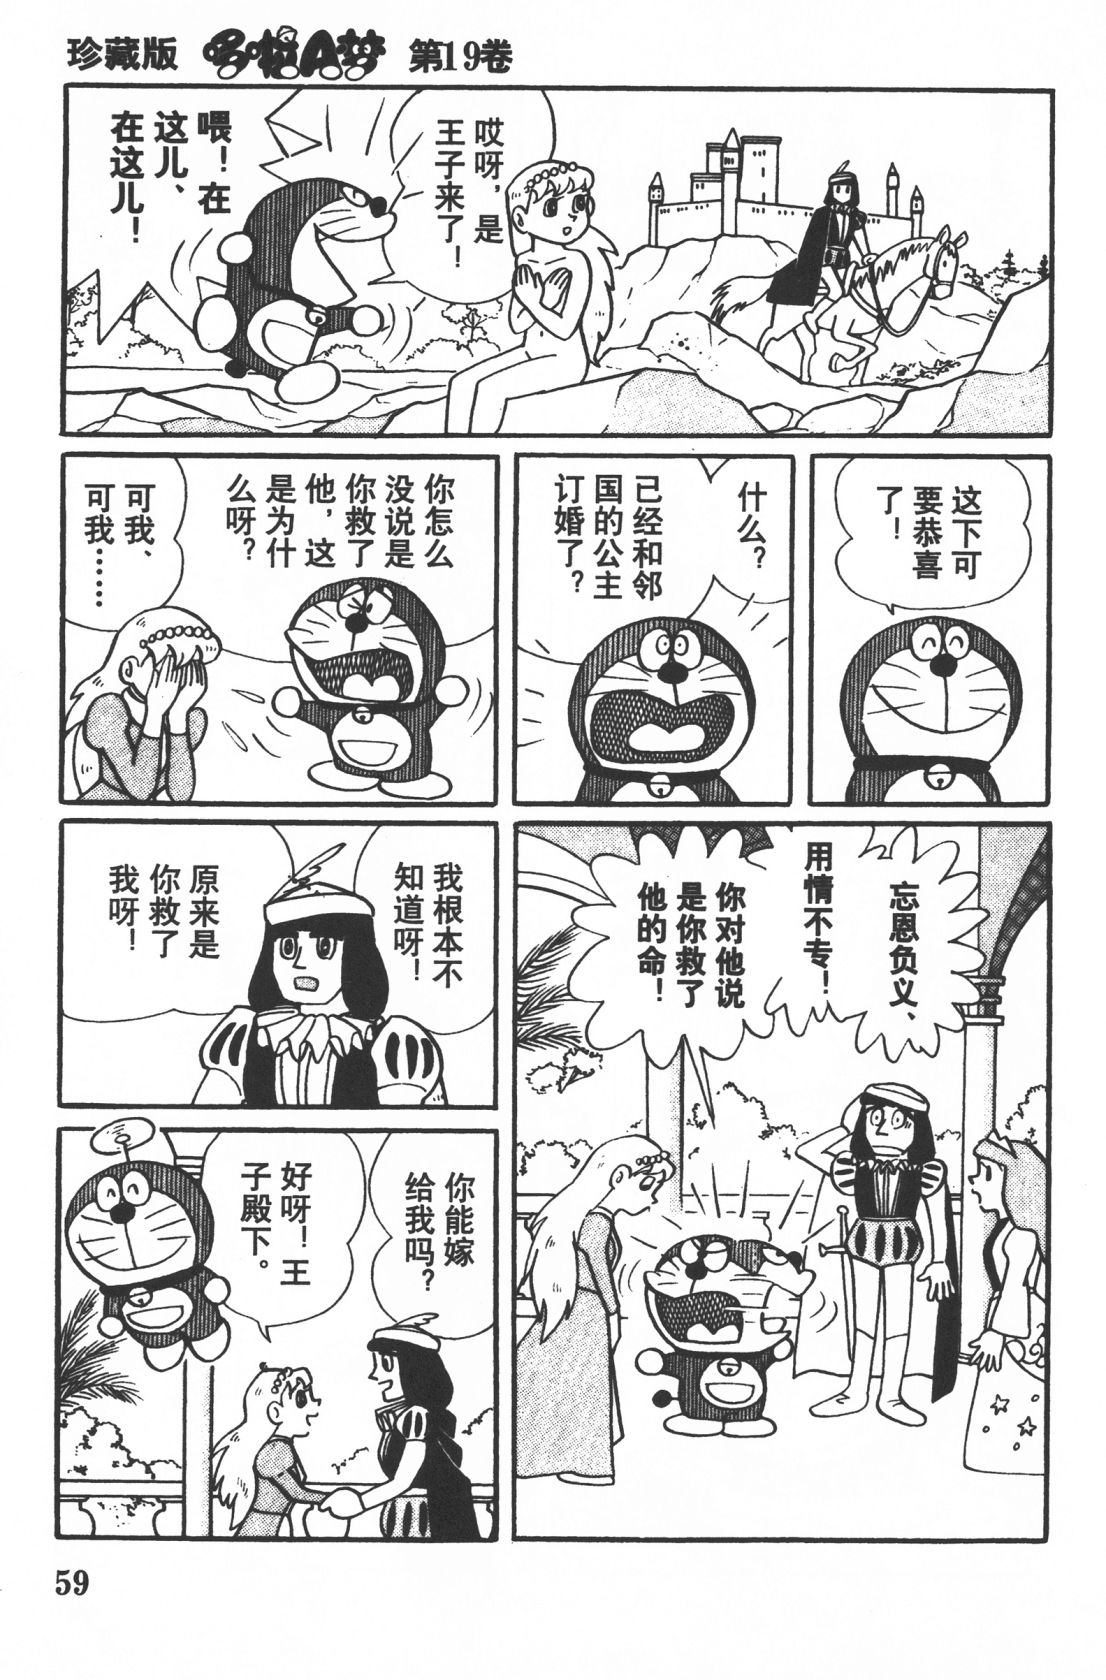 珍藏版 哆啦A梦 第19卷
哎呀，是
王子来了！
喂！在
这儿、
在这儿！
这下可
要恭喜
了！
什么？
已经和邻
国的公主
订婚了？
你怎么
没说是
你救了
他，这
是为什
么呀？
可我、
可我……
忘恩负义、
用情不专！
你对他说
是你救了
他的命！
我根本不
知道呀！
原来是
你救了
我呀！
你能嫁
给我吗？
好呀！王
子殿下。
59